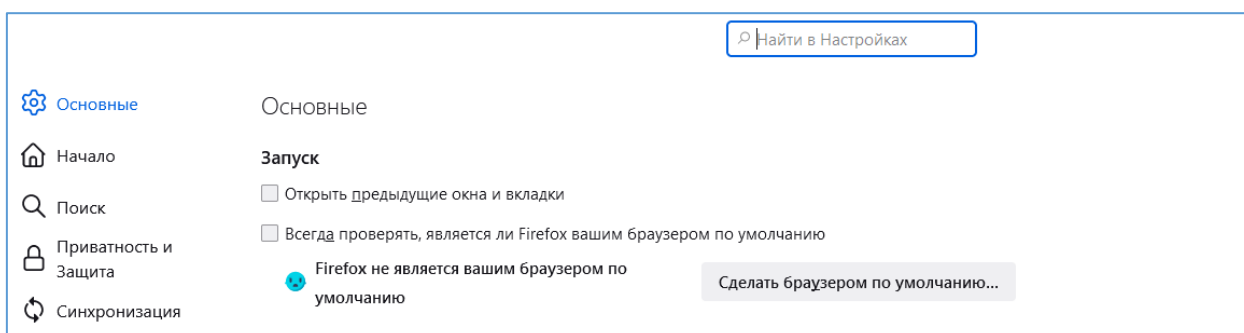 Найти в Настройках
Основные
Начало
Поиск
Приватность и
Защита
Синхронизация
Основные
Запуск
Открыть предыдущие окна и вкладки
Всегда проверять, является ли Firefox вашим браузером по умолчанию
Firefox не является вашим браузером по
умолчанию
Сделать браузером по умолчанию...